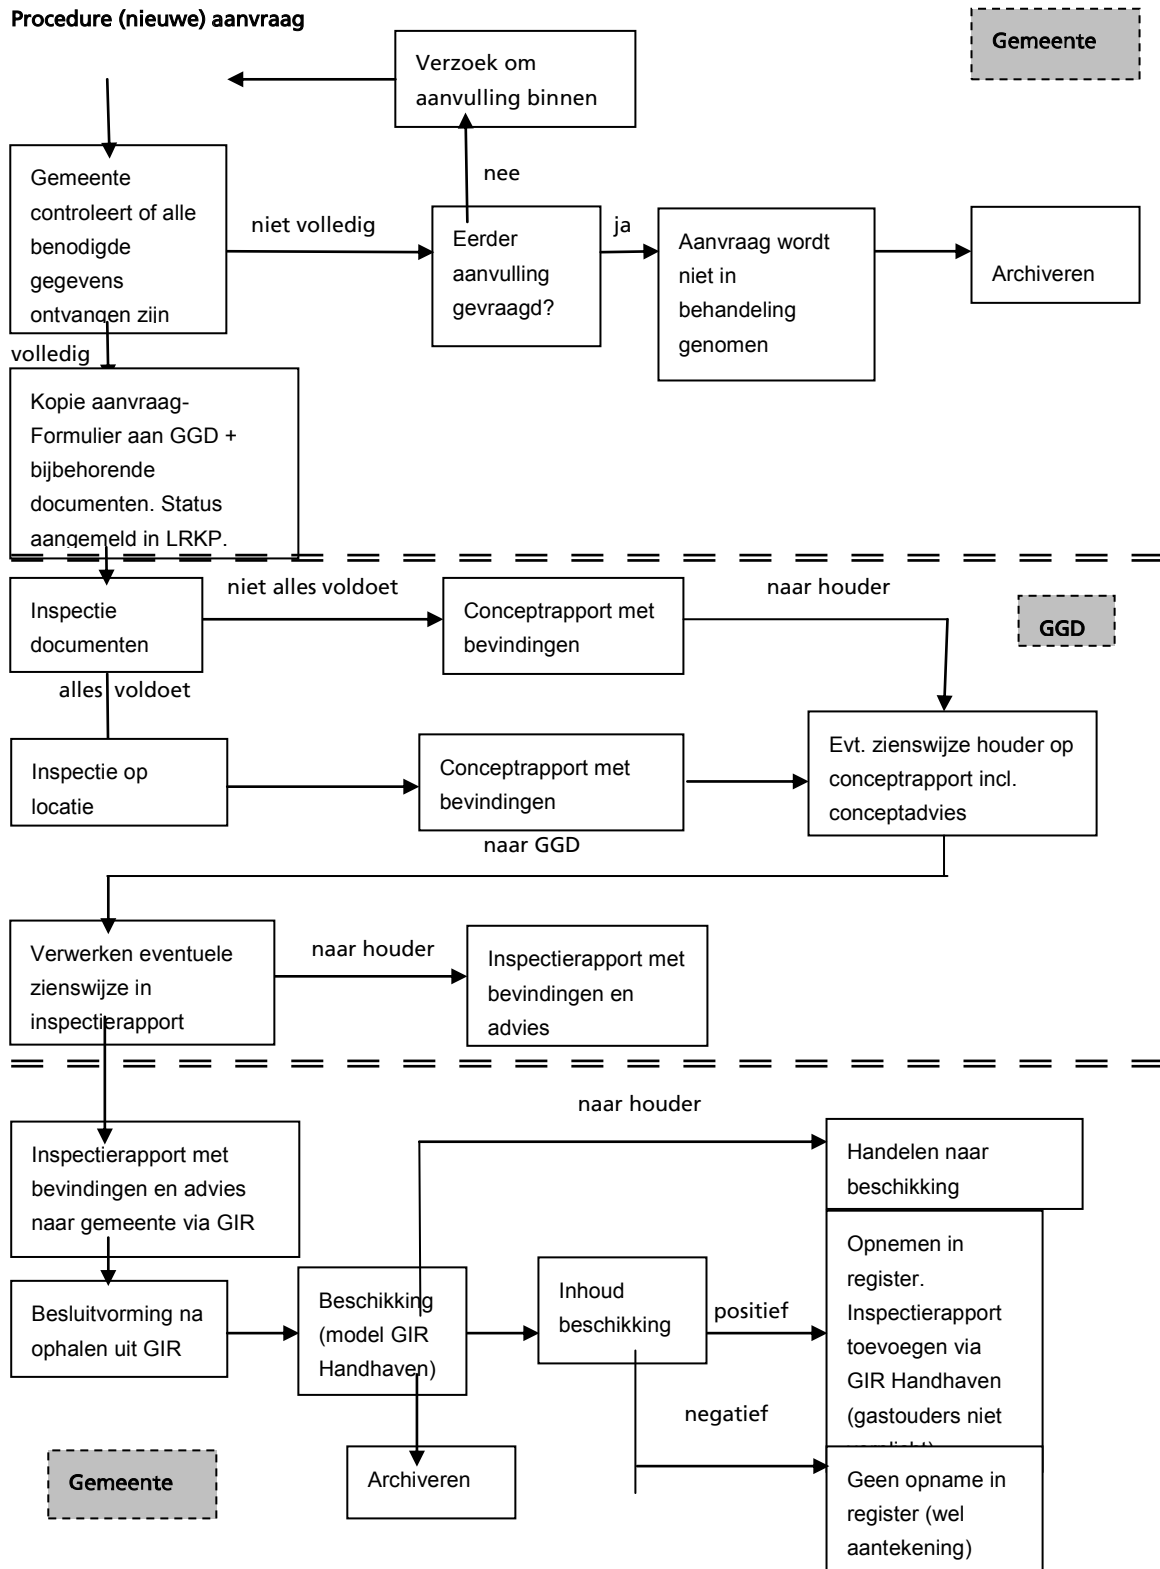 Procedure (nieuwe) aanvraag
Gemeente
Verzoek om
aanvulling binnen
nee
Gemeente
controleert of alle
benodigde
gegevens
ontvangen zijn
niet volledig
Eerder
aanvulling
gevraagd?
ja
Aanvraag wordt
niet in
behandeling
genomen
Archiveren
volledig
Kopie aanvraag-
Formulier aan GGD +
bijbehorende
documenten. Status
aangemeld in LRKP.
Inspectie
documenten
niet alles voldoet
Conceptrapport met
bevindingen
naar houder
GGD
alles voldoet
Inspectie op
locatie
Conceptrapport met
bevindingen
Evt. zienswijze houder op
conceptrapport incl.
conceptadvies
naar GGD
Verwerken eventuele
zienswijze in
inspectierapport
naar houder
Inspectierapport met
bevindingen en
advies
naar houder
Inspectierapport met
bevindingen en advies
naar gemeente via GIR
Handelen naar
beschikking
Besluitvorming na
ophalen uit GIR
Beschikking
(model GIR
Handhaven)
Inhoud
beschikking
positief
Opnemen in
register.
Inspectierapport
toevoegen via
GIR Handhaven
(gastouders niet
verplicht)
negatief
Gemeente
Archiveren
Geen opname in
register (wel
aantekening)